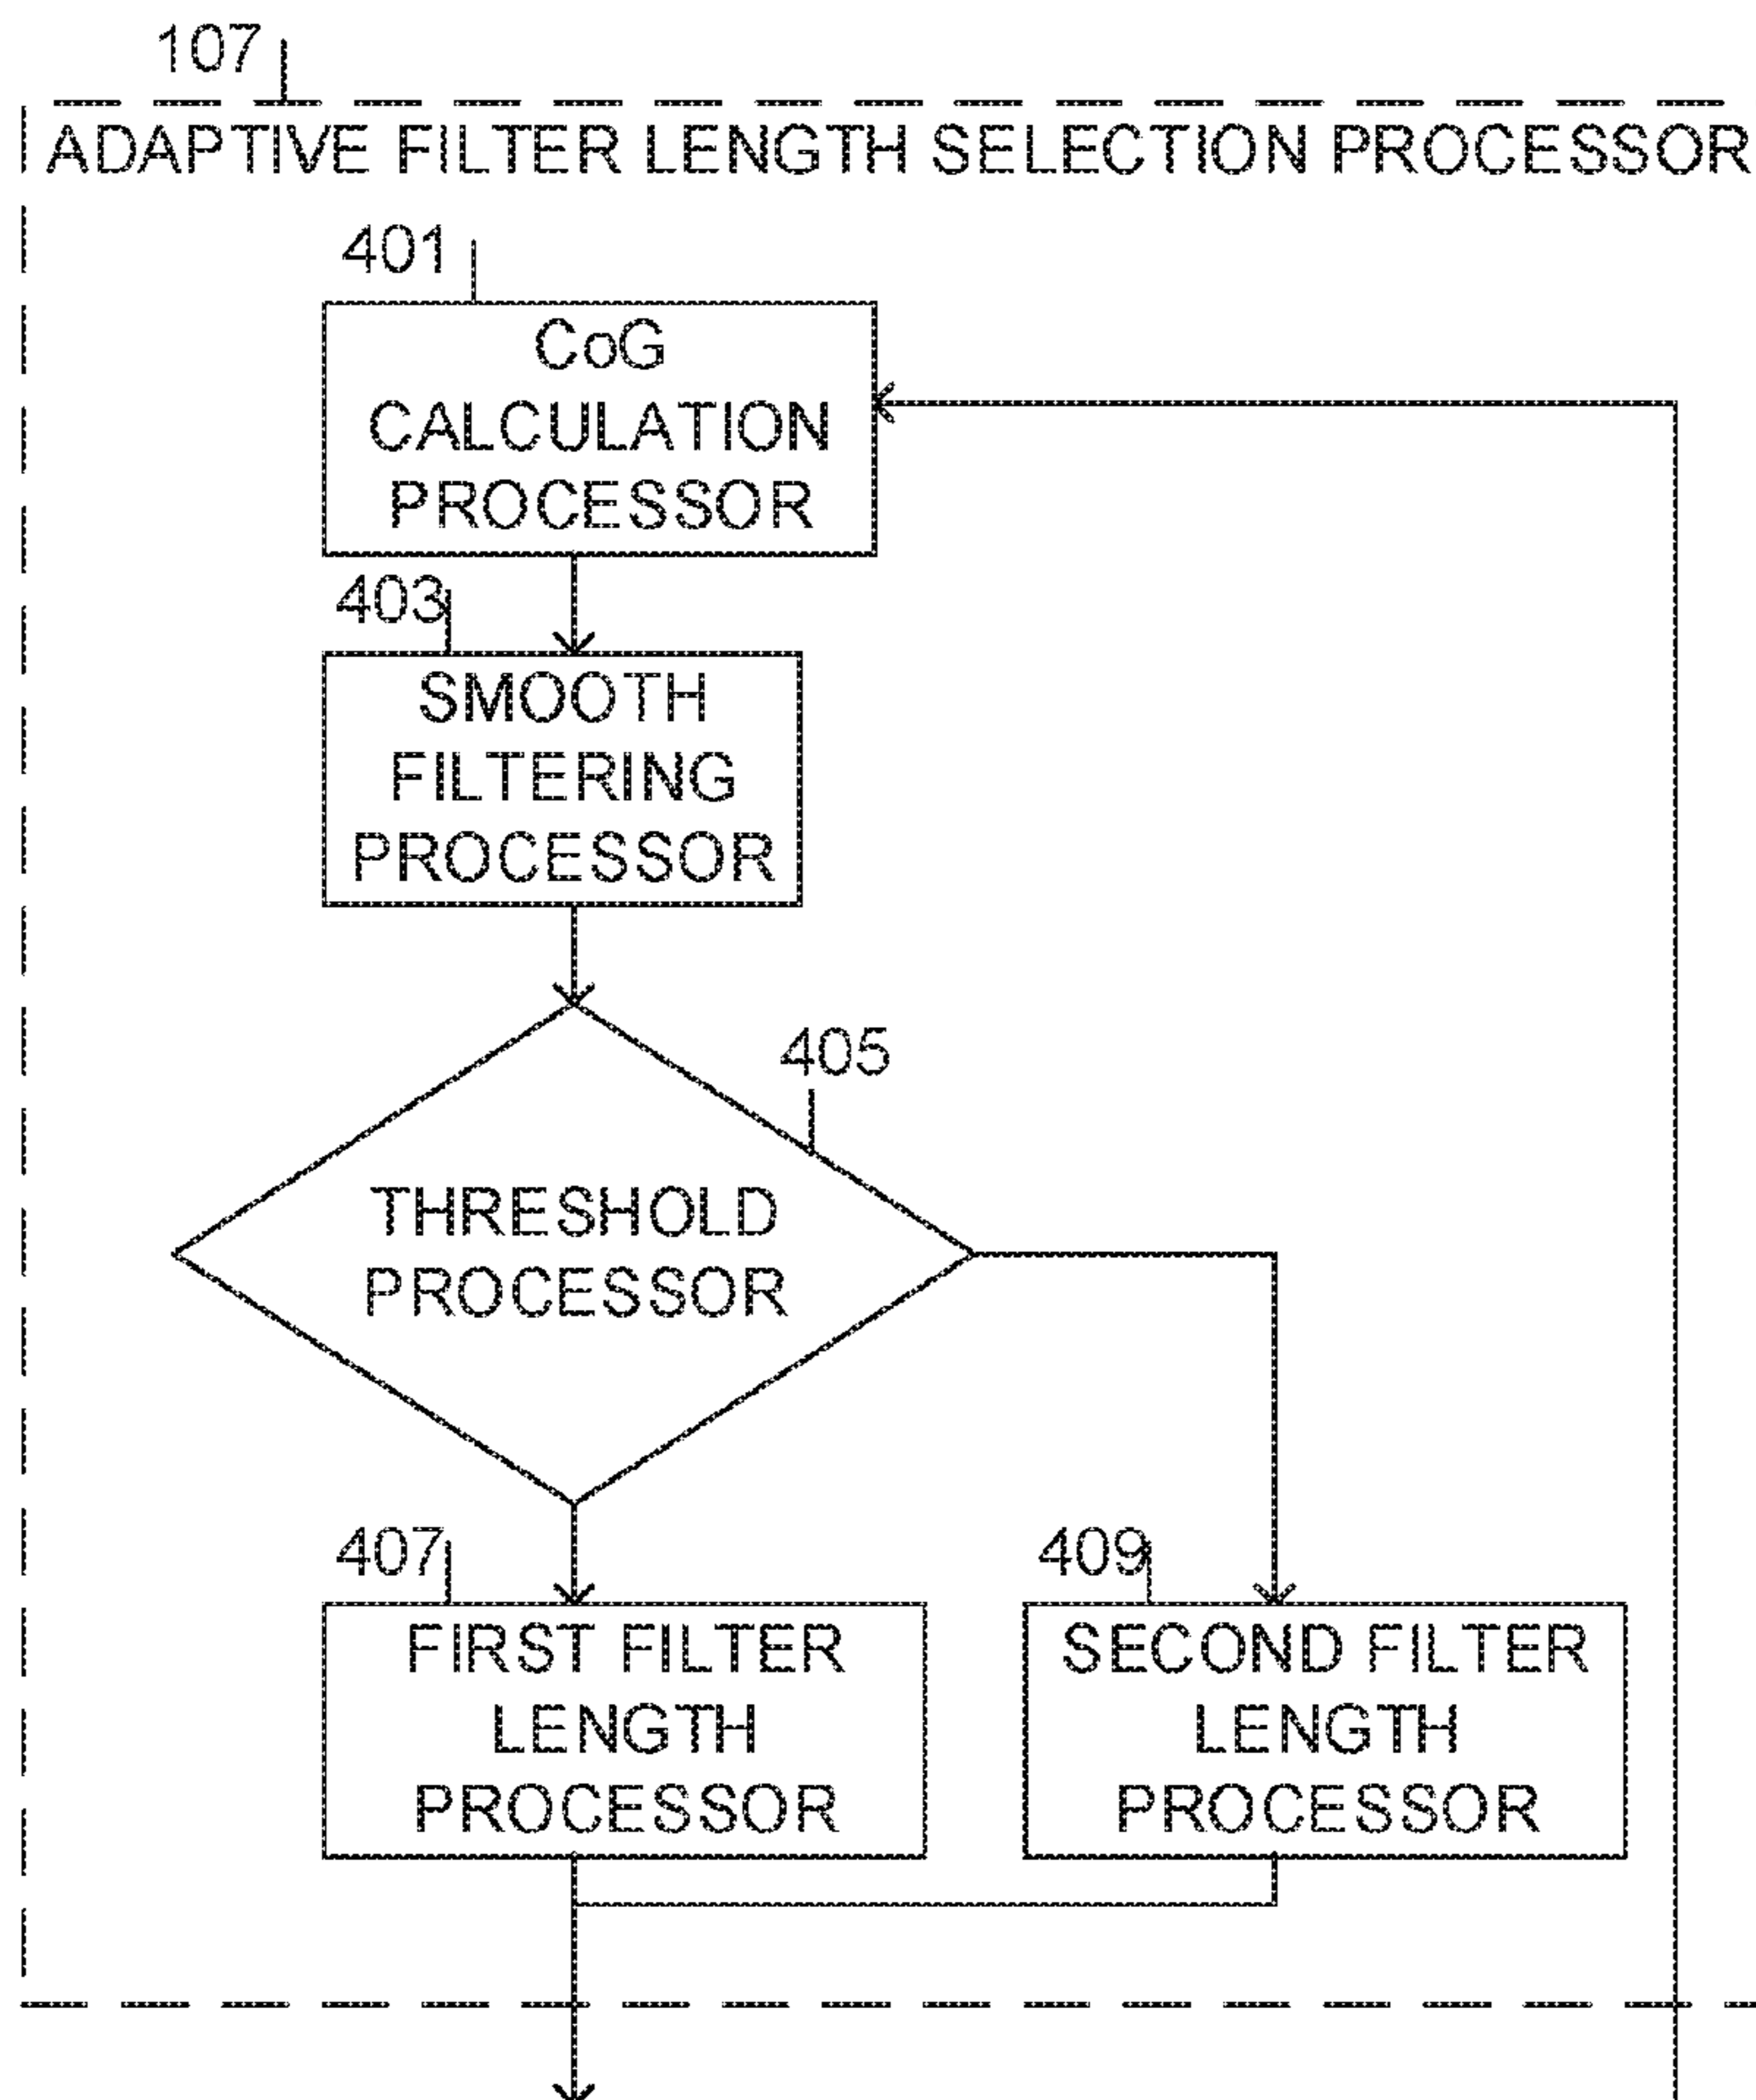 107
ADAPTIVE FILTER LENGTH SELECTION PROCESSOR
401
CoG
CALCULATION
PROCESSOR
403
SMOOTH
FILTERING
PROCESSOR
405
THRESHOLD
PROCESSOR
407
FIRST FILTER
LENGTH
PROCESSOR
409
SECOND FILTER
LENGTH
PROCESSOR